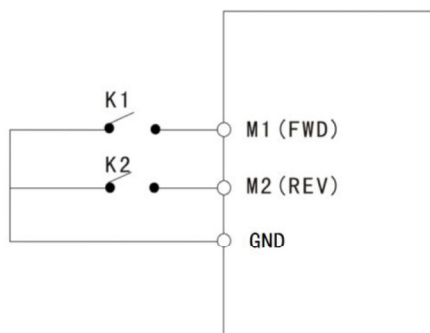 K1
M1(FWD)
K2
M2(REV)
GND